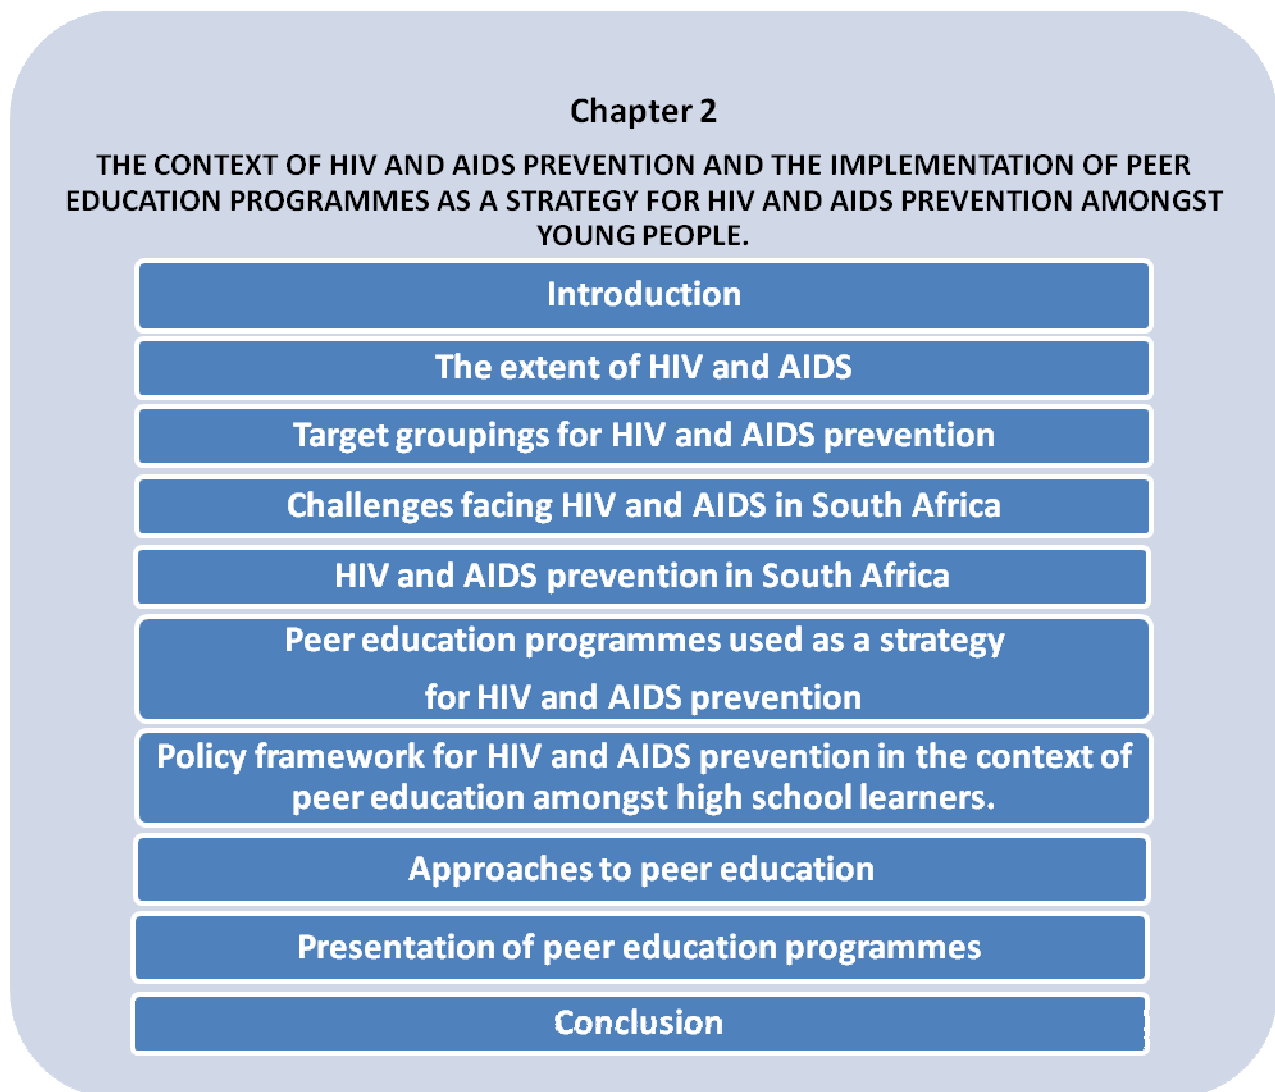 Chapter 2
THE CONTEXT OF HIV AND AIDS PREVENTION AND THE IMPLEMENTATION OF PEER
EDUCATION PROGRAMMES AS A STRATEGY FOR HIV AND AIDS PREVENTION AMONGST
YOUNG PEOPLE.
Introduction
The extent of HIV and AIDS
Target groupings for HIV and AIDS prevention
Challenges facing HIV and AIDS in South Africa
HIV and AIDS prevention in South Africa
Peer education programmes used as a strategy
for HIV and AIDS prevention
Policy framework for HIV and AIDS prevention in the context of
peer education amongst high school learners.
Approaches to peer education
Presentation of peer education programmes
Conclusion